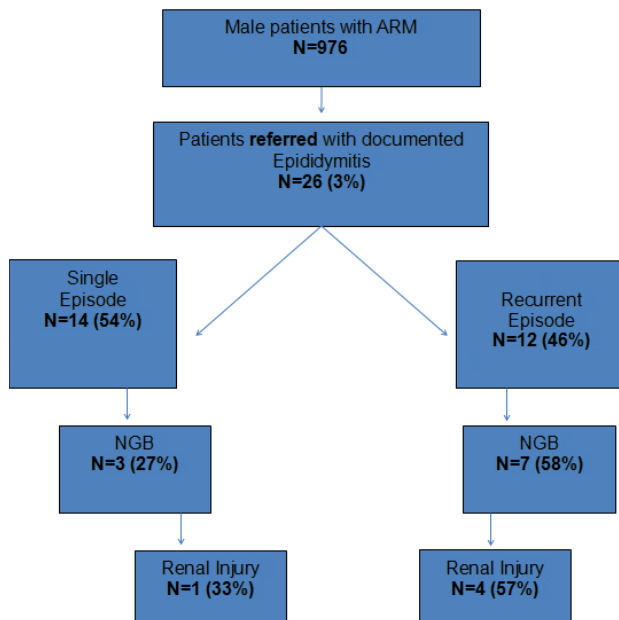 Male patients with ARM
N=976
Patients referred with documented
Epididymitis
N=26 (3%)
Single
Episode
N=14 (54%)
Recurrent
Episode
N=12 (46%)
NGB
N=3 (27%)
NGB
N=7 (58%)
Renal Injury
N=1 (33%)
Renal Injury
N=4 (57%)